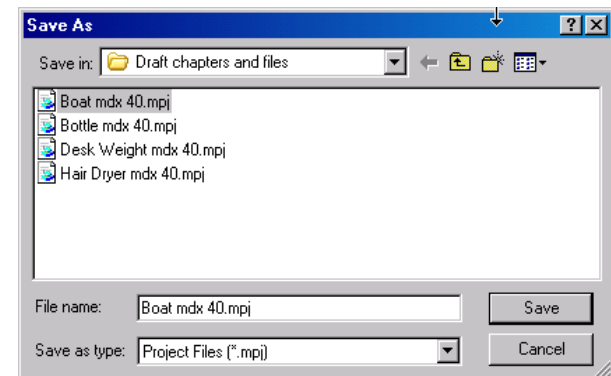 Save As
Save in: Draft chapters and files
Boat mdx 40.mpj
Bottle mdx 40.mpj
Desk Weight mdx 40.mpj
Hair Dryer mdx 40.mpj
File name: Boat mdx 40.mpj Save
Save as type: Project Files (*.mpj) Cancel